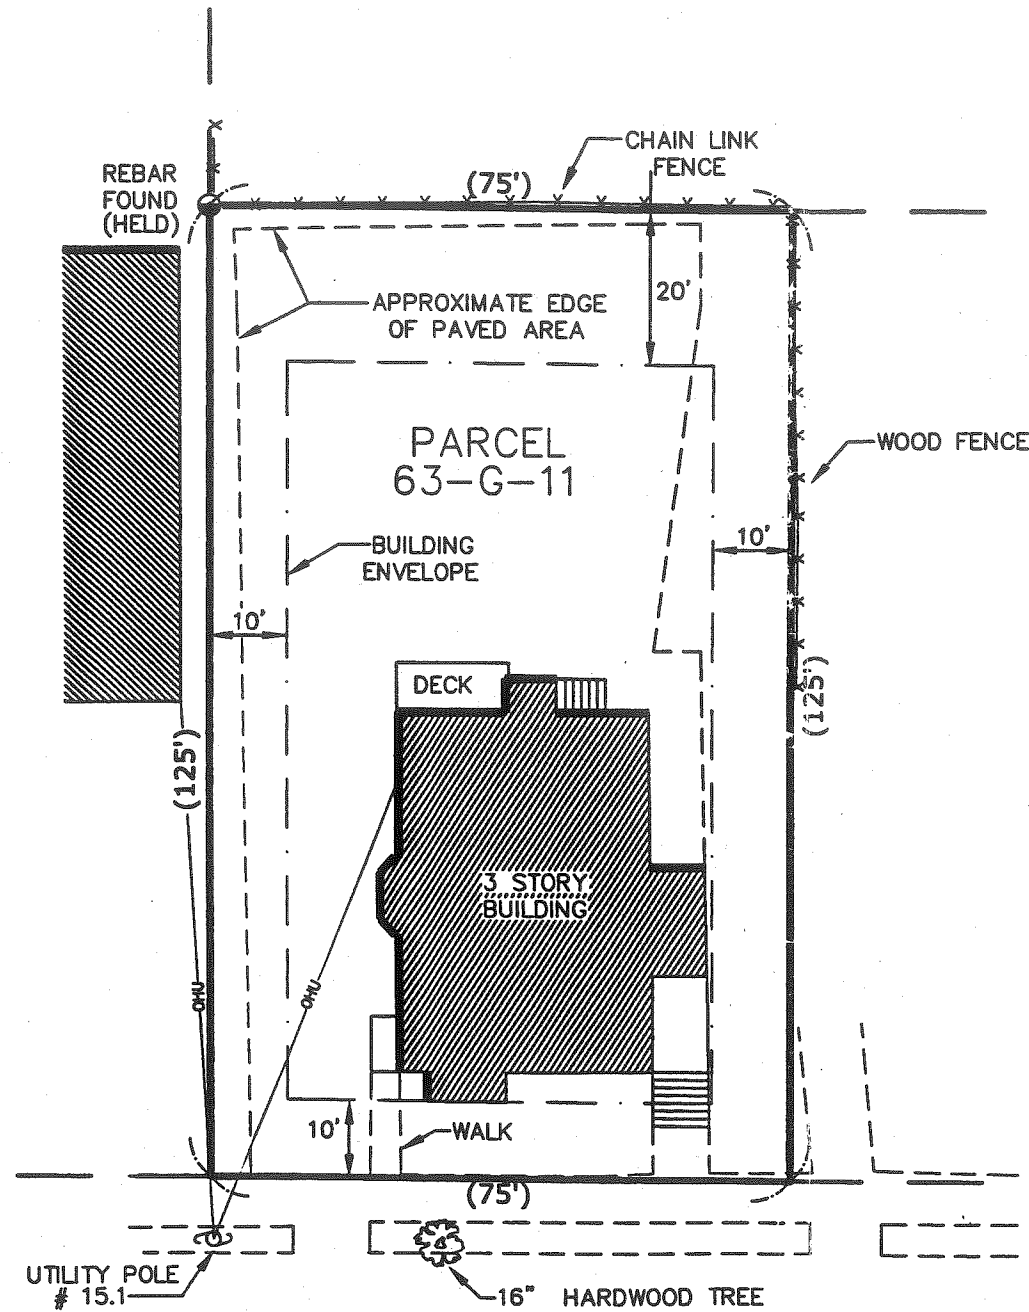 CHAIN LINK
FENCE
REBAR
FOUND
(HELD)
(75')
20'
APPROXIMATE EDGE
OF PAVED AREA
PARCEL
63-G-11
WOOD FENCE
10'
BUILDING
ENVELOPE
10'
DECK
(125')
(125')
3 STORY
BUILDING
OHU
OHU
10'
WALK
(75')
UTILITY POLE
# 15.1
16" HARDWOOD TREE